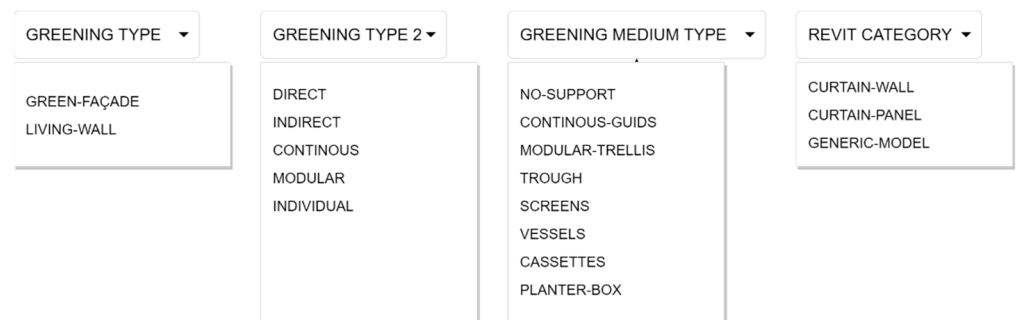 GREENING TYPE
GREEN-FAÇADE
LIVING-WALL
GREENING TYPE 2
DIRECT
INDIRECT
CONTINOUS
MODULAR
INDIVIDUAL
GREENING MEDIUM TYPE
NO-SUPPORT
CONTINOUS-GUIDS
MODULAR-TRELLIS
TROUGH
SCREENS
VESSELS
CASSETTES
PLANTER-BOX
REVIT CATEGORY
CURTAIN-WALL
CURTAIN-PANEL
GENERIC-MODEL